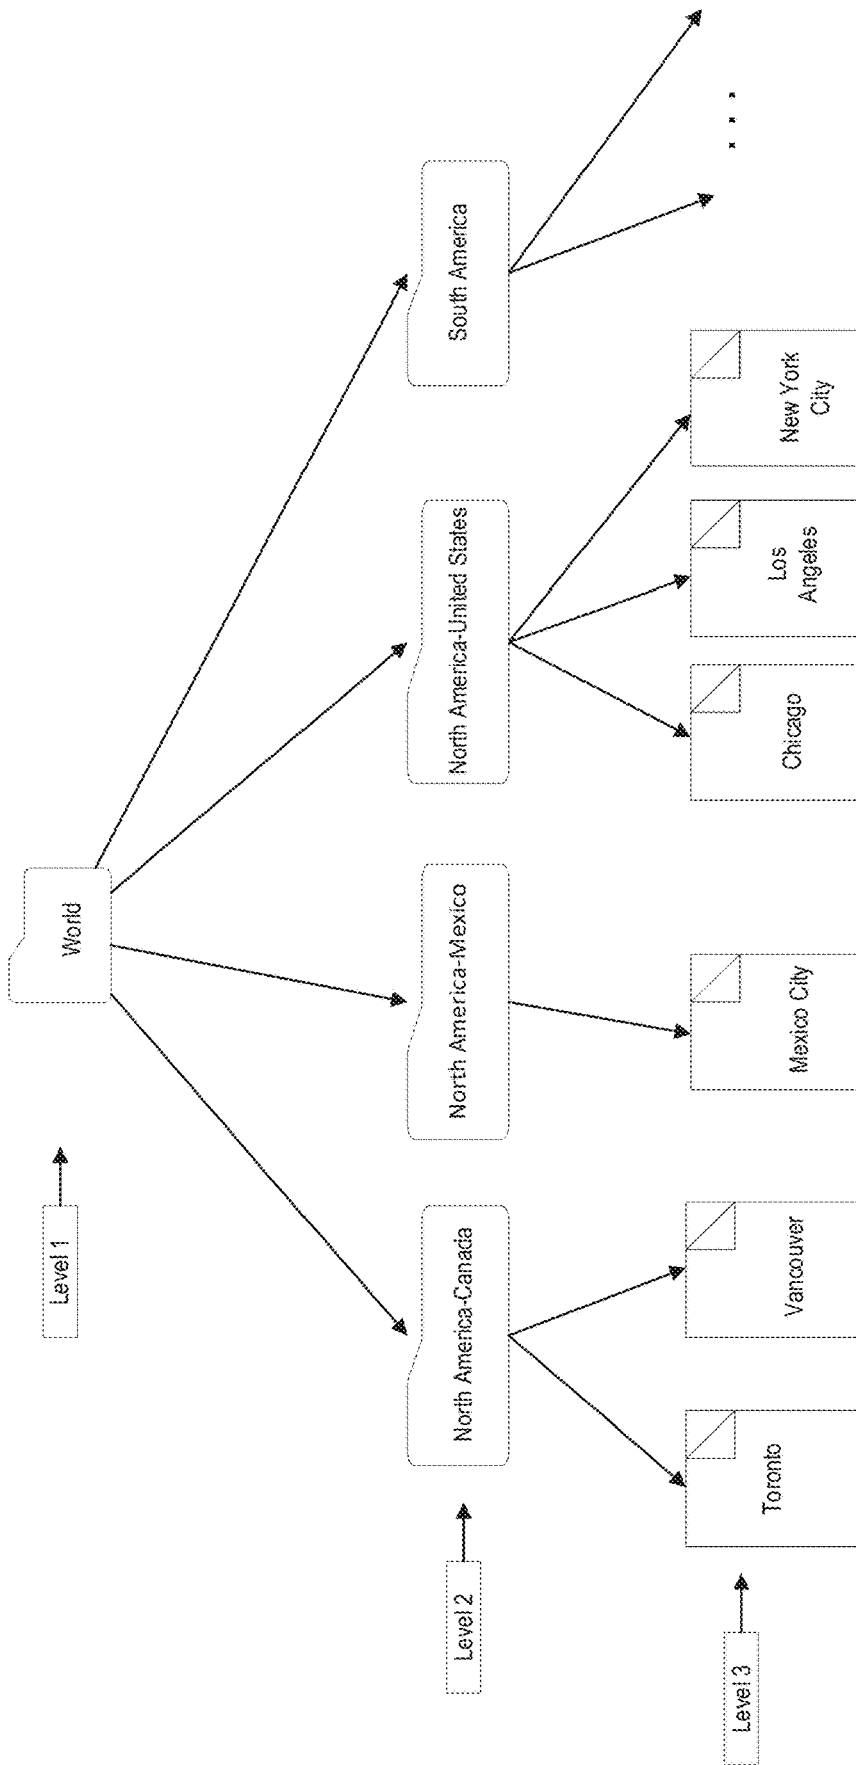 Level 1
World
Level 2
North America-Canada
North America-Mexico
North America-United States
South America
Level 3
Toronto
Vancouver
Mexico City
Chicago
Los
Angeles
New York
City
. . .